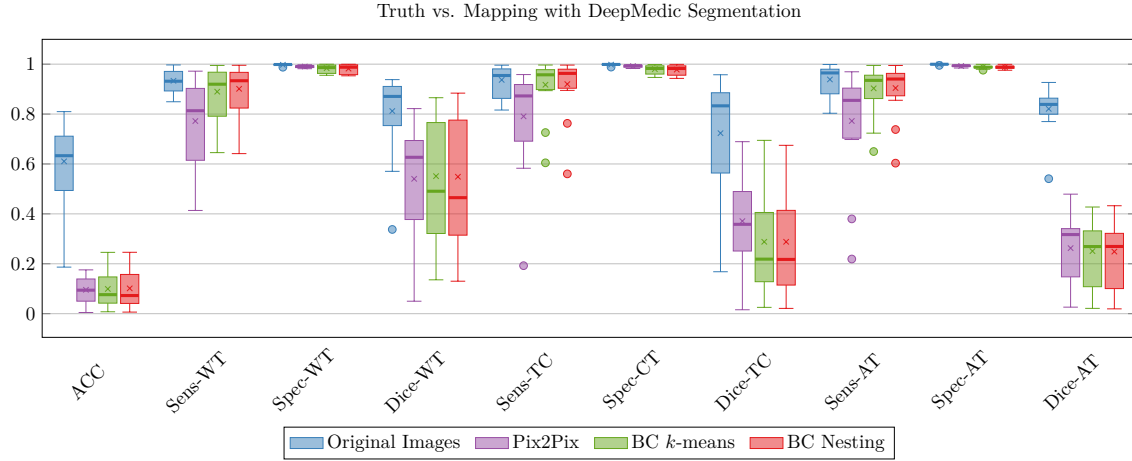 Truth vs. Mapping with DeepMedic Segmentation
1
0.8
0.6
0.4
0.2
0
ACC
Sens-WT
Spec-WT
Dice-WT
Sens-TC
Spec-CT
Dice-TC
Sens-AT
Spec-AT
Dice-AT
Original Images Pix2Pix BC k-means BC Nesting